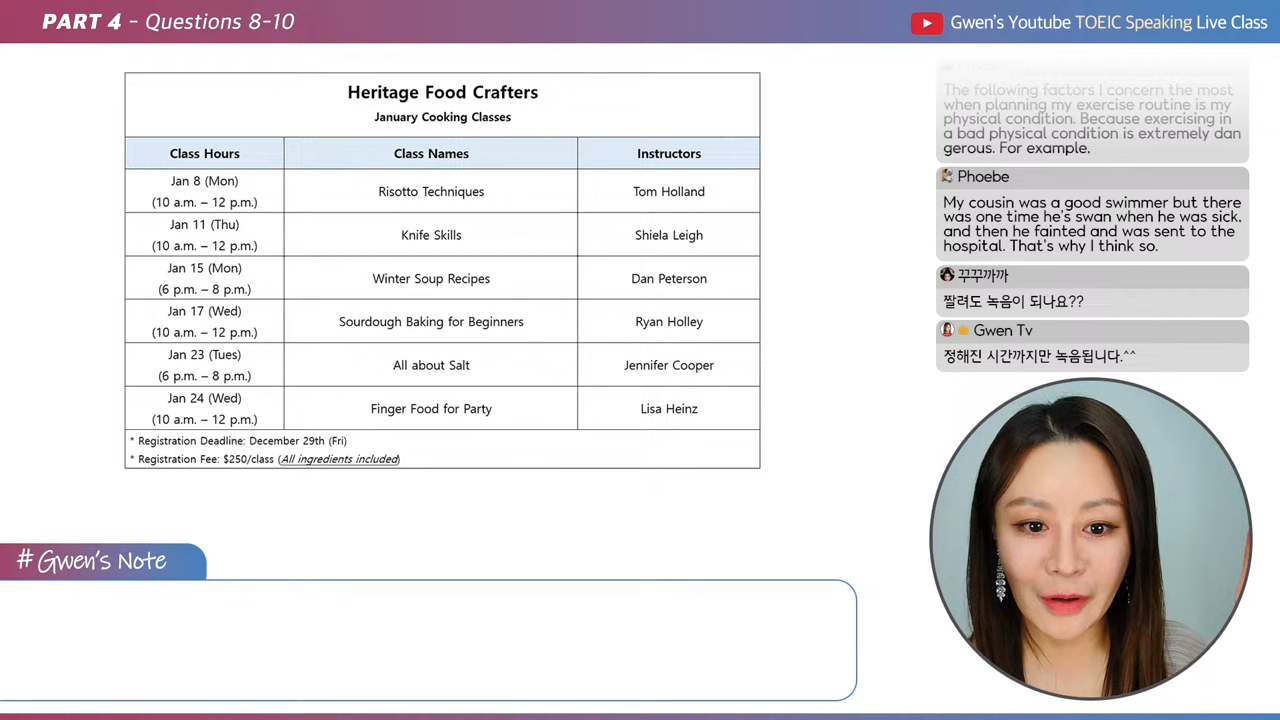 PART 4 - Questions 8-10
Gwen's Youtube TOEIC Speaking Live Class
Heritage Food Crafters
January Cooking Classes
Class Hours Class Names Instructors
Jan 8 (Mon)
(10 a.m. – 12 p.m.) Risotto Techniques Tom Holland
Jan 11 (Thu)
(10 a.m. – 12 p.m.) Knife Skills Shiela Leigh
Jan 15 (Mon)
(6 p.m. – 8 p.m.) Winter Soup Recipes Dan Peterson
Jan 17 (Wed)
(10 a.m. – 12 p.m.) Sourdough Baking for Beginners Ryan Holley
Jan 23 (Tues)
(6 p.m. – 8 p.m.) All about Salt Jennifer Cooper
Jan 24 (Wed)
(10 a.m. – 12 p.m.) Finger Food for Party Lisa Heinz
* Registration Deadline: December 29th (Fri)
* Registration Fee: $250/class (All ingredients included)
The following factors I concern the most
when planning my exercise routine is my
physical condition. Because exercising in
a bad physical condition is extremely dan
gerous. For example,
Phoebe
My cousin was a good swimmer but there
was one time he's swan when he was sick,
and then he fainted and was sent to the
hospital. That's why I think so.
꾸꾸까까
짤려도 녹음이 되나요??
Gwen Tv
정해진 시간까지만 녹음됩니다.^^
# Gwen's Note